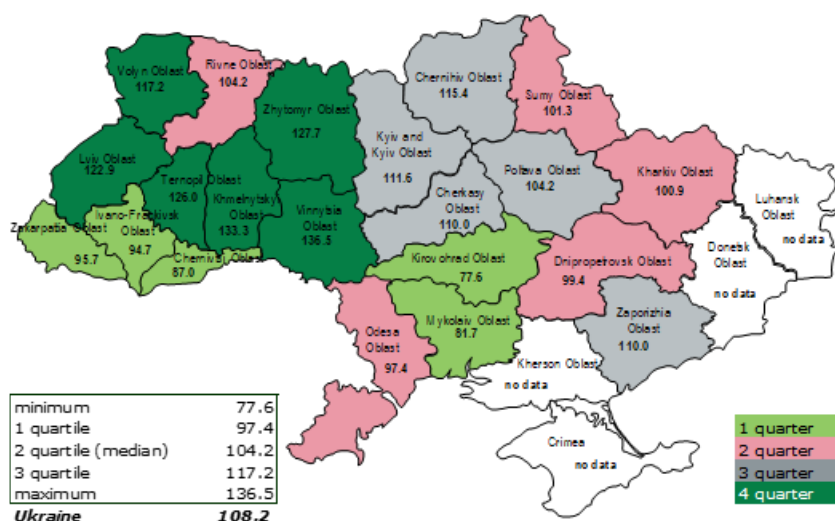 Volyn Oblast
117.2
Rivne Oblast
104.2
Zhytomyr Oblast
127.7
Kyiv and
Kyiv Oblast
111.6
Chernihiv Oblast
115.4
Sumy Oblast
101.3
Lviv Oblast
122.9
Ternopil Oblast
126.0
Khmelnytsky
Oblast
133.3
Vinnytsia
Oblast
136.5
Cherkasy
Oblast
110.0
Poltava Oblast
104.2
Kharkiv Oblast
100.9
Luhansk
Oblast
no data
Donetsk
Oblast
no data
Zakarpatia Oblast
95.7
Ivano-Frankivsk
Oblast
94.7
Chernivsi Oblast
87.0
Kirovohrad Oblast
77.6
Dnipropetrovsk Oblast
99.4
Zaporizhia
Oblast
110.0
Odesa
Oblast
97.4
Mykolaiv Oblast
81.7
Kherson Oblast
no data
Crimea
no data
minimum 77.6
1 quartile 97.4
2 quartile (median) 104.2
3 quartile 117.2
maximum 136.5
Ukraine 108.2
1 quarter
2 quarter
3 quarter
4 quarter